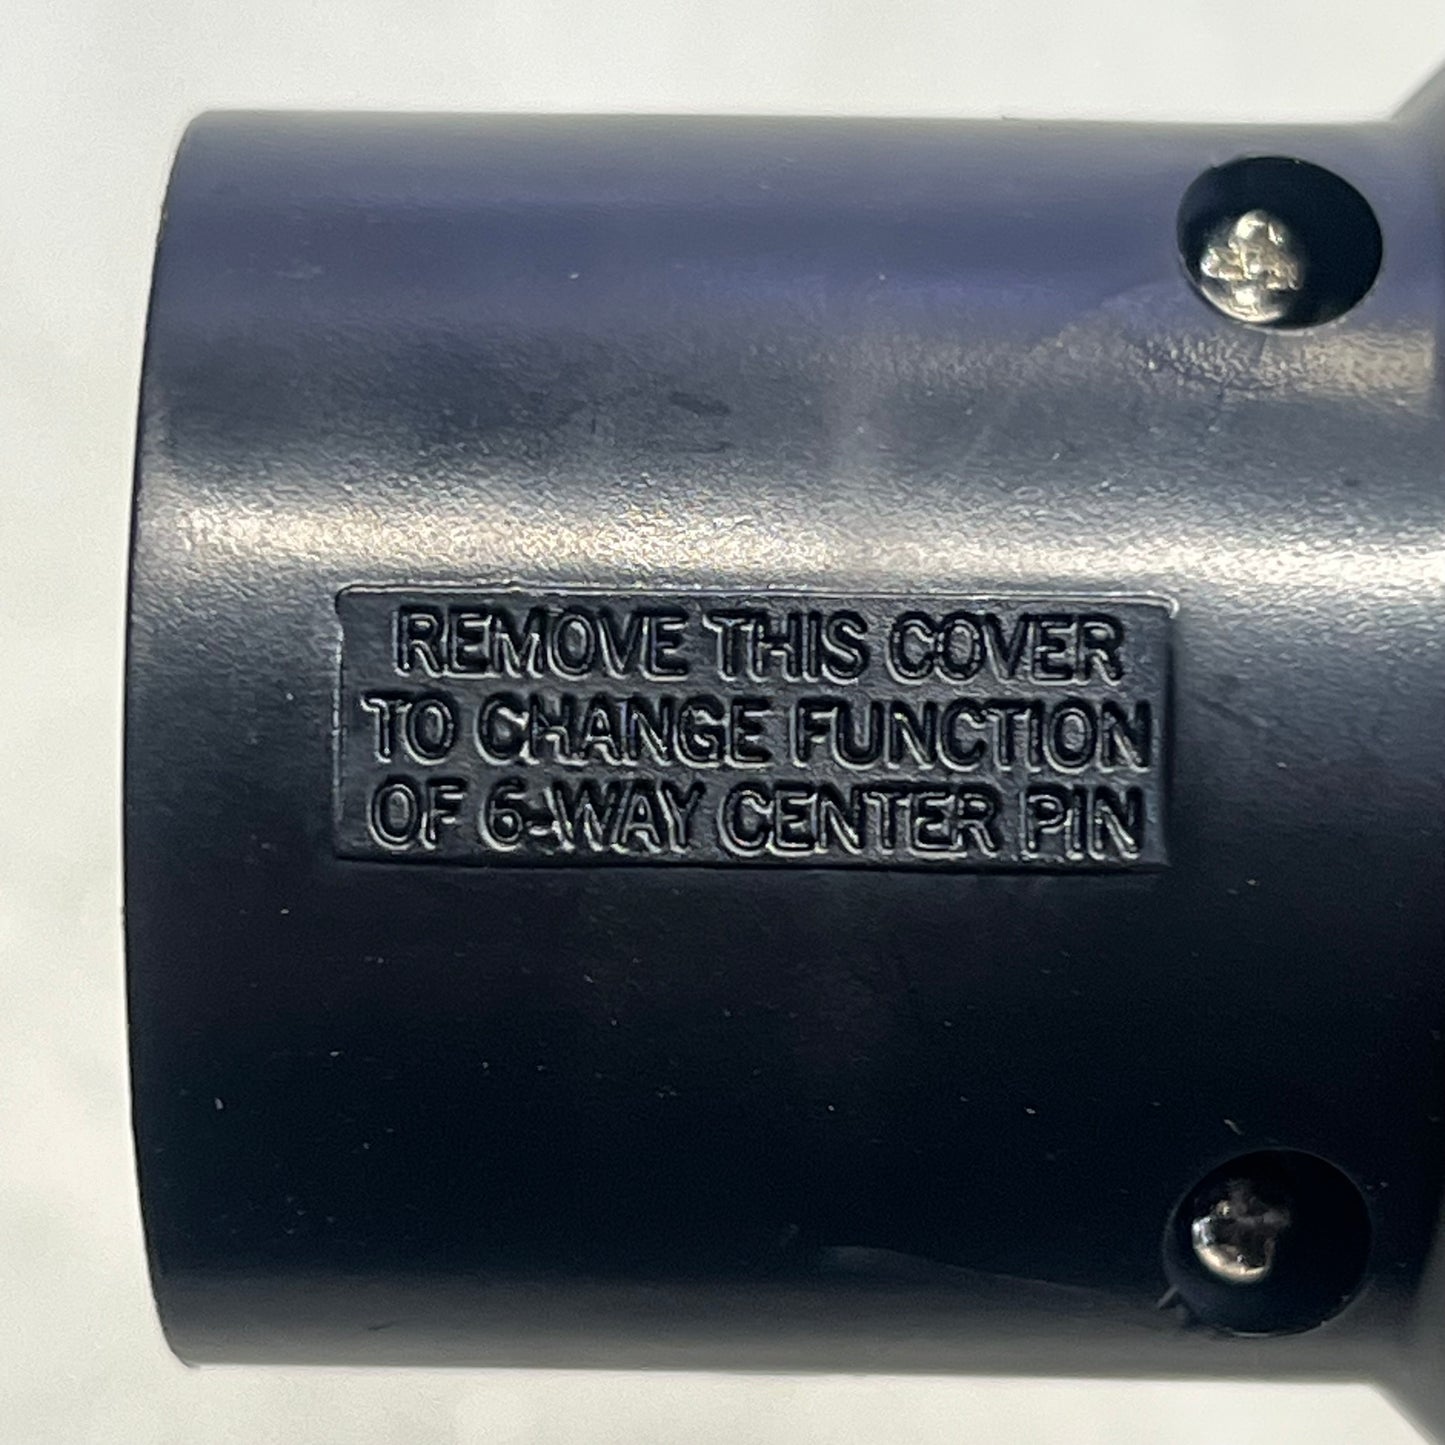 REMOVE THIS COVER
TO CHANGE FUNCTION
OF 6-WAY CENTER PIN